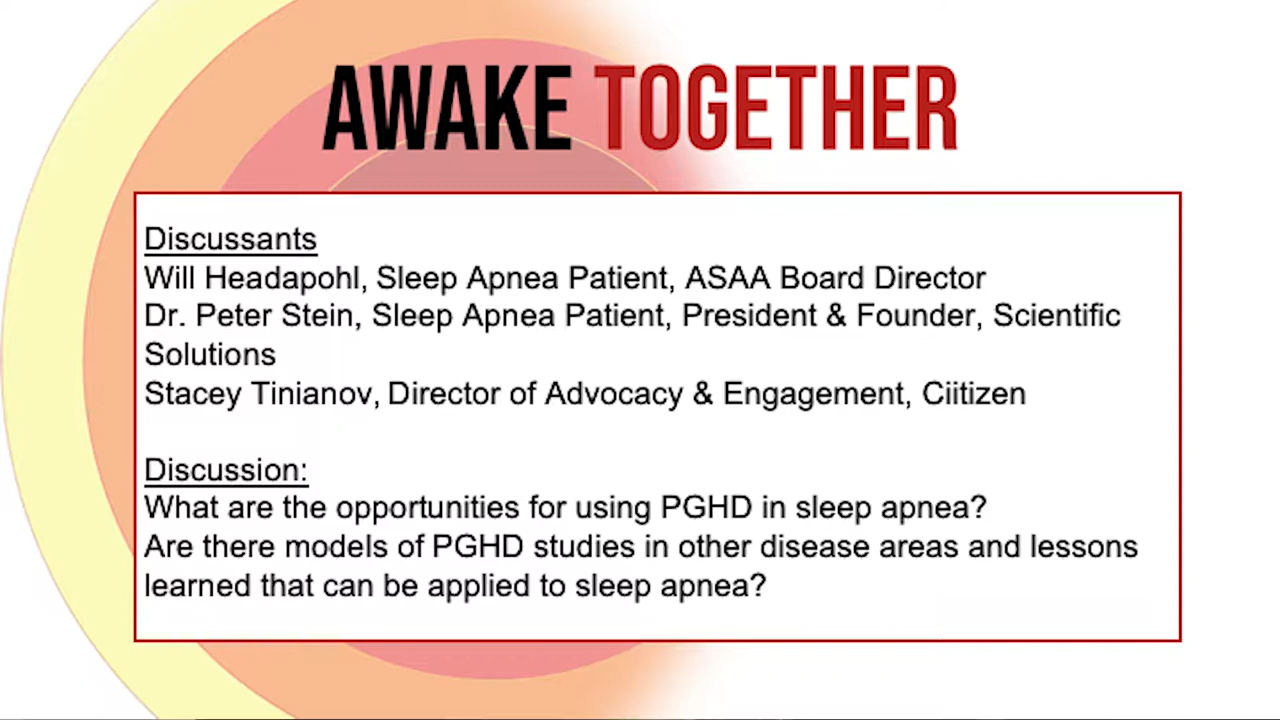 AWAKE TOGETHER
Discussants
Will Headapohl, Sleep Apnea Patient, ASAA Board Director
Dr. Peter Stein, Sleep Apnea Patient, President & Founder, Scientific
Solutions
Stacey Tinianov, Director of Advocacy & Engagement, Ciitizen
Discussion:
What are the opportunities for using PGHD in sleep apnea?
Are there models of PGHD studies in other disease areas and lessons
learned that can be applied to sleep apnea?